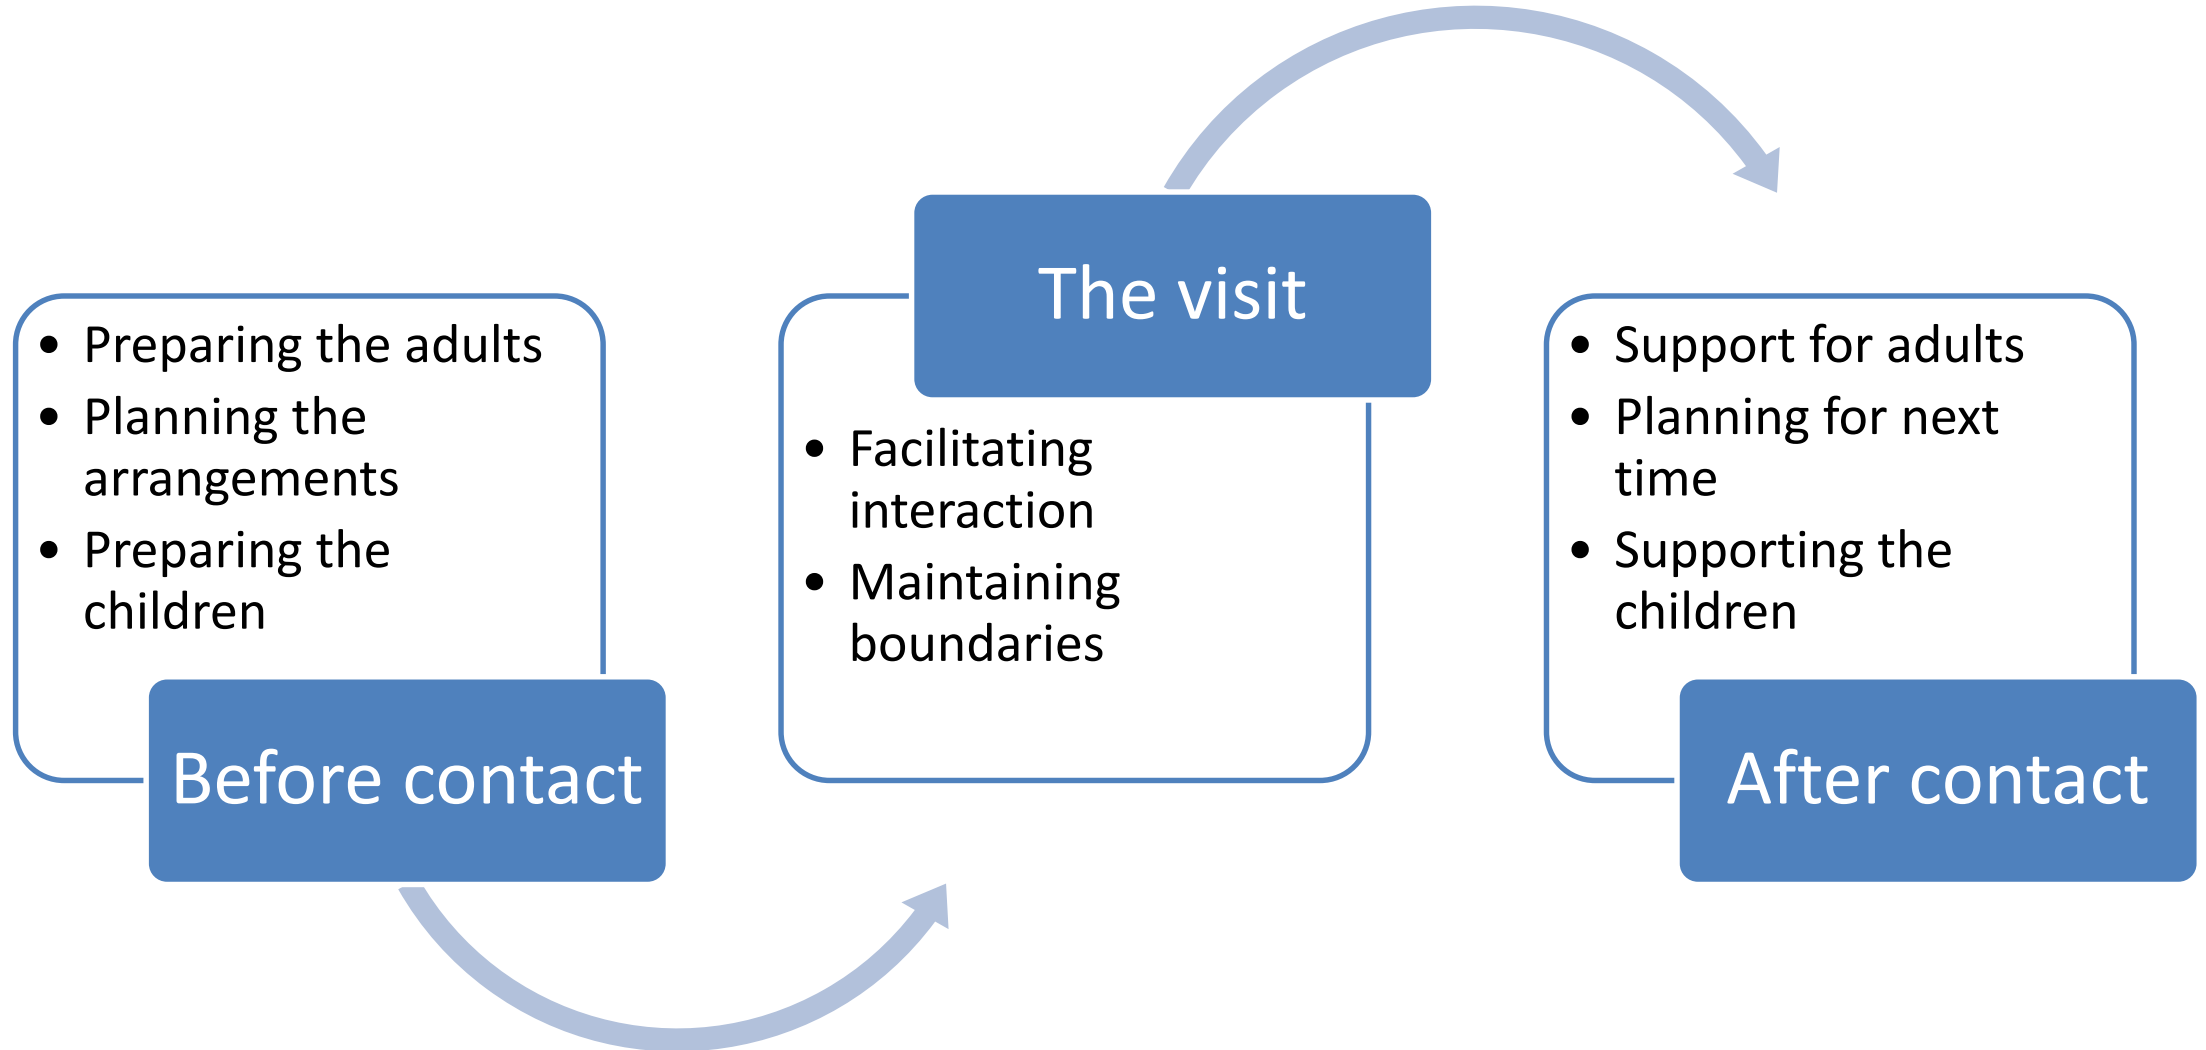 • Preparing the adults
• Planning the
arrangements
• Preparing the
children
Before contact
The visit
• Facilitating
interaction
• Maintaining
boundaries
• Support for adults
• Planning for next
time
• Supporting the
children
After contact